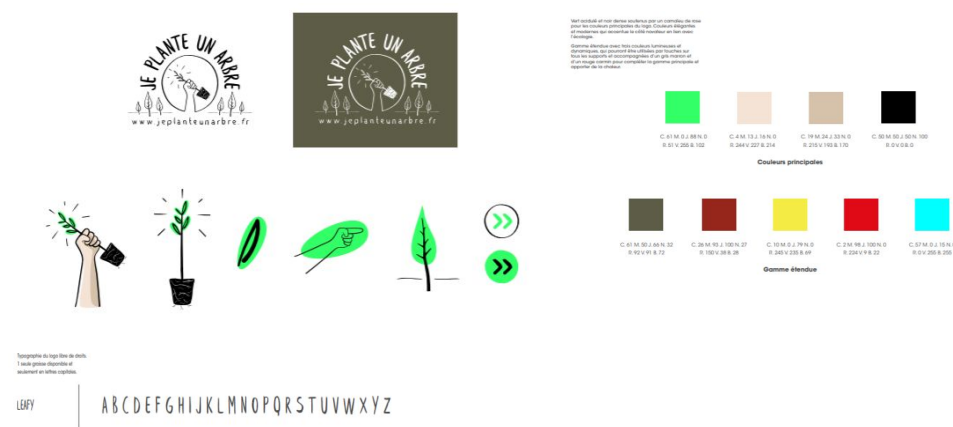 JE PLANTE UN ARBRE
www.jeplanteunarbre.fr
JE PLANTE UN ARBRE
www.jeplanteunarbre.fr
Vert acidulé et noir dense soutenus par un camaïeu de rose
pour les couleurs principales du logo. Couleurs élégantes
et modernes qui accentue le côté novateur en lien avec
l'écologie.
Gamme étendue avec trois couleurs lumineuses et
dynamiques, qui pourront être utilisées par touches sur
tous les supports et accompagnées d'un gris marron et
d'un rouge carmin pour compléter la gamme principale et
apporter de la chaleur.
C. 61 M. 0 J. 88 N. 0
R. 51 V. 255 B. 102
C. 4 M. 13 J. 16 N. 0
R. 244 V. 227 B. 214
C. 19 M. 24 J. 33 N. 0
R. 215 V. 193 B. 170
C. 50 M. 50 J. 50 N. 100
R. 0 V. 0 B. 0
Couleurs principales
C. 61 M. 50 J. 66 N. 52
R. 92 V. 91 B. 72
C. 26 M. 95 J. 100 N. 27
R. 150 V. 38 B. 28
C. 10 M. 0 J. 79 N. 0
R. 245 V. 235 B. 69
C. 2 M. 98 J. 100 N. 0
R. 224 V. 9 B. 22
C. 57 M. 0 J. 15 N.
R. 0 V. 255 B. 255
Gamme étendue
Typographie du logo libre de droits.
1 seule graisse disponible et
seulement en lettres capitales.
LEAFY
ABCDEFGHIJKLMNOPQRSTUVWXYZ